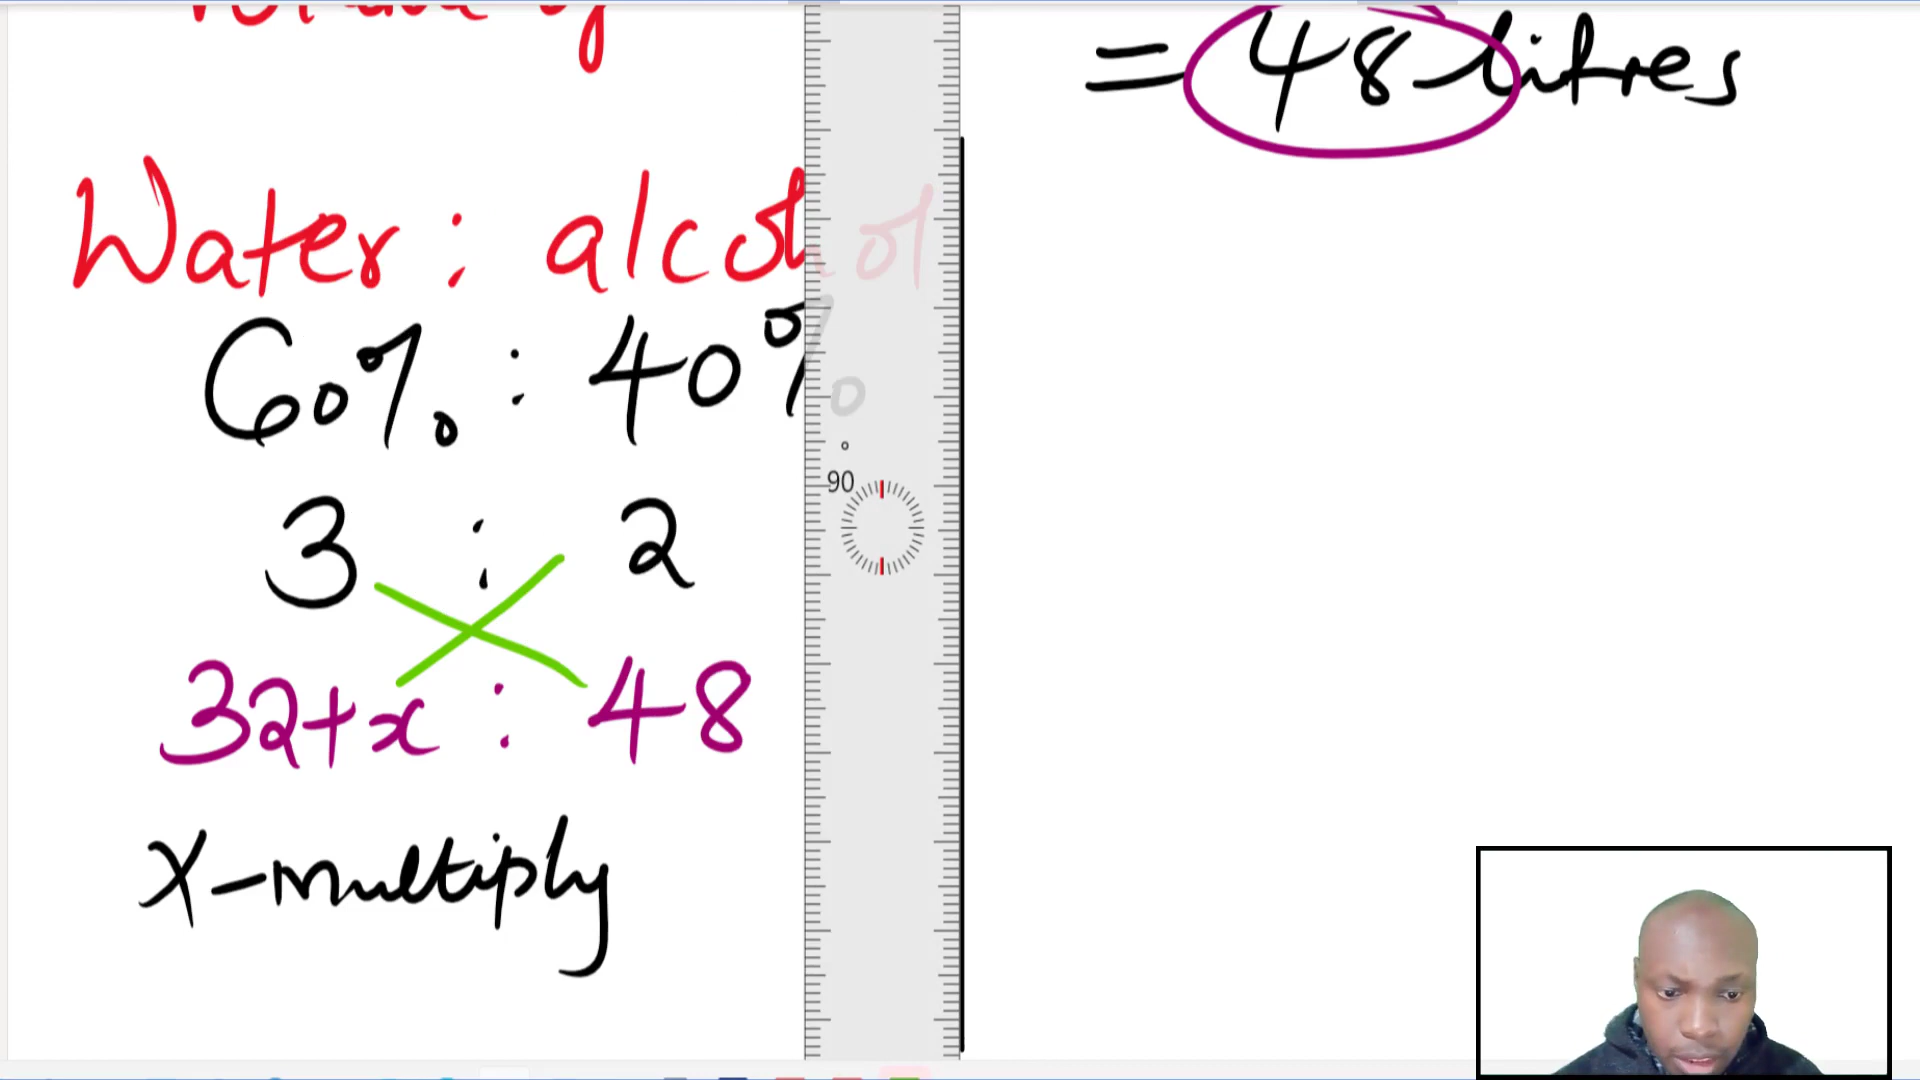 = 48 litres
Water : alcohol
60% : 40%
3 : 2
32+x : 48
X-multiply
°
90